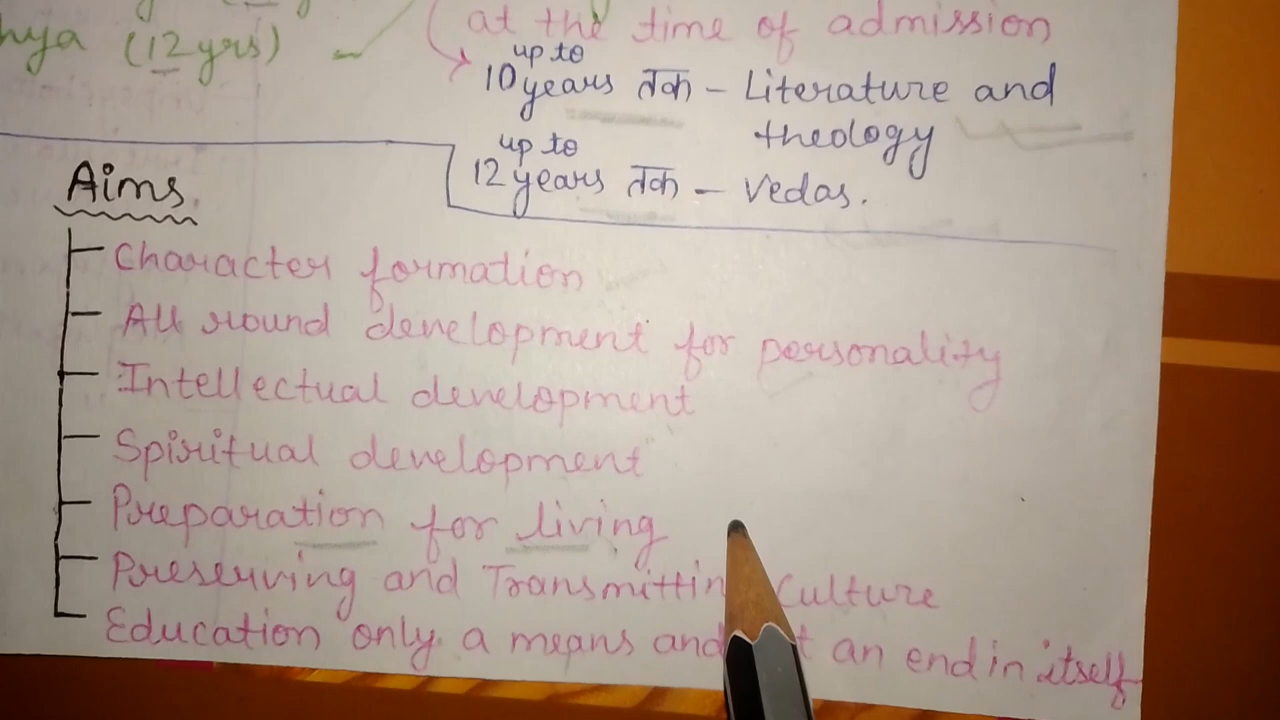 at the time of admission
(12 yrs)
up to
10 years तक - Literature and
theology
up to
12 years तक - Vedas.
Aims
Character formation
All round development for personality
Intellectual development
Spiritual development
Preparation for living
Preserving and Transmittin Culture
Education only a means and an end in itself